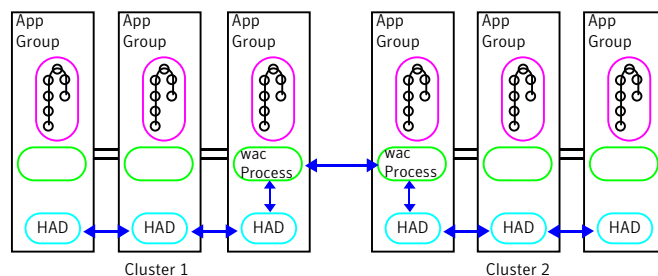 App
Group
App
Group
App
Group
App
Group
App
Group
App
Group
wac
Process
wac
Process
HAD
HAD
HAD
HAD
HAD
HAD
Cluster 1
Cluster 2